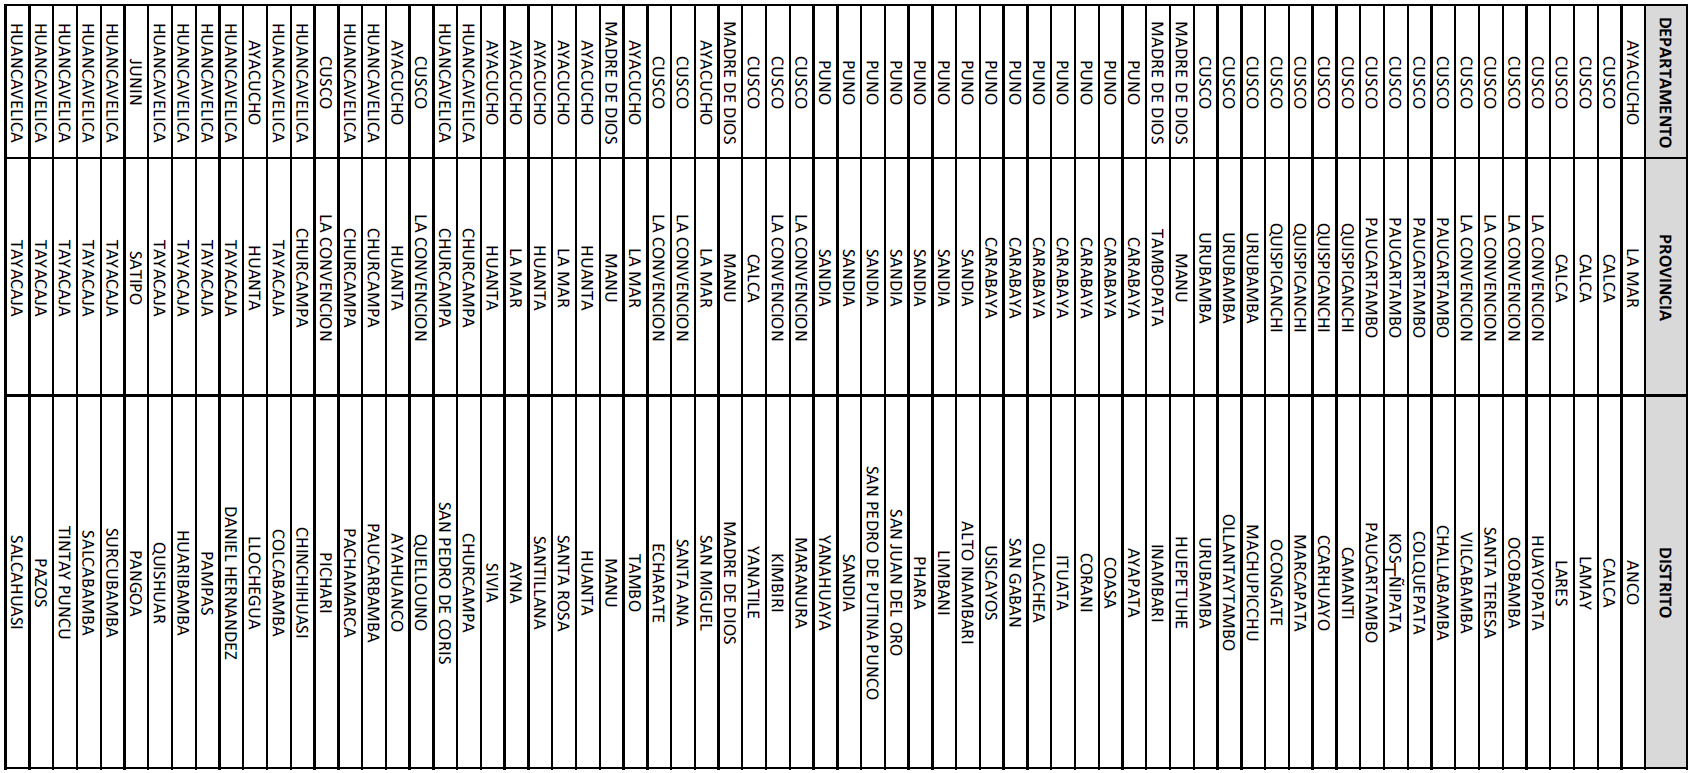 DEPARTAMENTO PROVINCIA DISTRITO
AYACUCHO LA MAR ANCO
CUSCO CALCA CALCA
CUSCO CALCA LAMAY
CUSCO CALCA LARES
CUSCO LA CONVENCION HUAYOPATA
CUSCO LA CONVENCION OCOBAMBA
CUSCO LA CONVENCION SANTA TERESA
CUSCO LA CONVENCION VILCABAMBA
CUSCO PAUCARTAMBO CHALLABAMBA
CUSCO PAUCARTAMBO COLQUEPATA
CUSCO PAUCARTAMBO KOS┬ÑIPATA
CUSCO PAUCARTAMBO PAUCARTAMBO
CUSCO QUISPICANCHI CAMANTI
CUSCO QUISPICANCHI CCARHUAYO
CUSCO QUISPICANCHI MARCAPATA
CUSCO QUISPICANCHI OCONGATE
CUSCO URUBAMBA MACHUPICCHU
CUSCO URUBAMBA OLLANTAYTAMBO
CUSCO URUBAMBA URUBAMBA
MADRE DE DIOS MANU HUEPETUHE
MADRE DE DIOS TAMBOPATA INAMBARI
PUNO CARABAYA AYAPATA
PUNO CARABAYA COASA
PUNO CARABAYA CORANI
PUNO CARABAYA ITUATA
PUNO CARABAYA OLLACHEA
PUNO CARABAYA SAN GABAN
PUNO CARABAYA USICAYOS
PUNO SANDIA ALTO INAMBARI
PUNO SANDIA LIMBANI
PUNO SANDIA PHARA
PUNO SANDIA SAN JUAN DEL ORO
PUNO SANDIA SAN PEDRO DE PUTINA PUNCO
PUNO SANDIA SANDIA
PUNO SANDIA YANAHUAYA
CUSCO LA CONVENCION MARANURA
CUSCO LA CONVENCION KIMBIRI
CUSCO CALCA YANATILE
MADRE DE DIOS MANU MADRE DE DIOS
AYACUCHO LA MAR SAN MIGUEL
CUSCO LA CONVENCION SANTA ANA
CUSCO LA CONVENCION ECHARATE
AYACUCHO LA MAR TAMBO
MADRE DE DIOS MANU MANU
AYACUCHO HUANTA HUANTA
AYACUCHO LA MAR SANTA ROSA
AYACUCHO HUANTA SANTILLANA
AYACUCHO LA MAR AYNA
AYACUCHO HUANTA SIVIA
HUANCAVELICA CHURCAMPA CHURCAMPA
HUANCAVELICA CHURCAMPA SAN PEDRO DE CORIS
CUSCO LA CONVENCION QUELLOUNO
AYACUCHO HUANTA AYAHUANCO
HUANCAVELICA CHURCAMPA PAUCARBAMBA
HUANCAVELICA CHURCAMPA PACHAMARCA
CUSCO LA CONVENCION PICHARI
HUANCAVELICA CHURCAMPA CHINCHIHUASI
HUANCAVELICA TAYACAJA COLCABAMBA
AYACUCHO HUANTA LLOCHEGUA
HUANCAVELICA TAYACAJA DANIEL HERNANDEZ
HUANCAVELICA TAYACAJA PAMPAS
HUANCAVELICA TAYACAJA HUARIBAMBA
HUANCAVELICA TAYACAJA QUISHUAR
JUNIN SATIPO PANGOA
HUANCAVELICA TAYACAJA SURCUBAMBA
HUANCAVELICA TAYACAJA SALCABAMBA
HUANCAVELICA TAYACAJA TINTAY PUNCU
HUANCAVELICA TAYACAJA PAZOS
HUANCAVELICA TAYACAJA SALCAHUASI